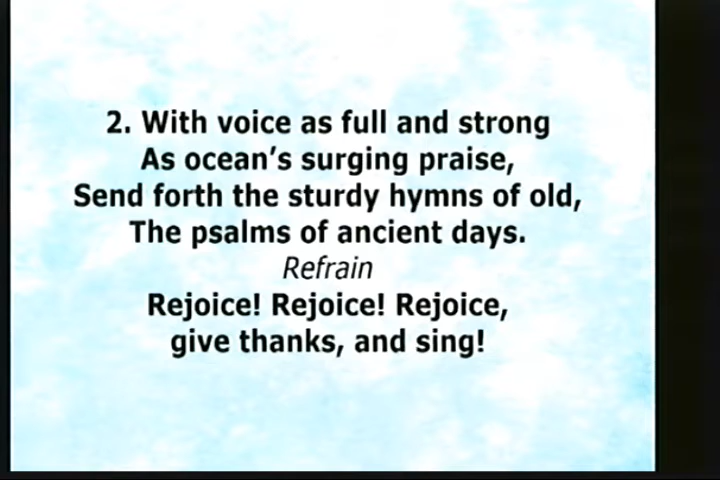 2. With voice as full and strong
As ocean’s surging praise,
Send forth the sturdy hymns of old,
The psalms of ancient days.
Refrain
Rejoice! Rejoice! Rejoice,
give thanks, and sing!